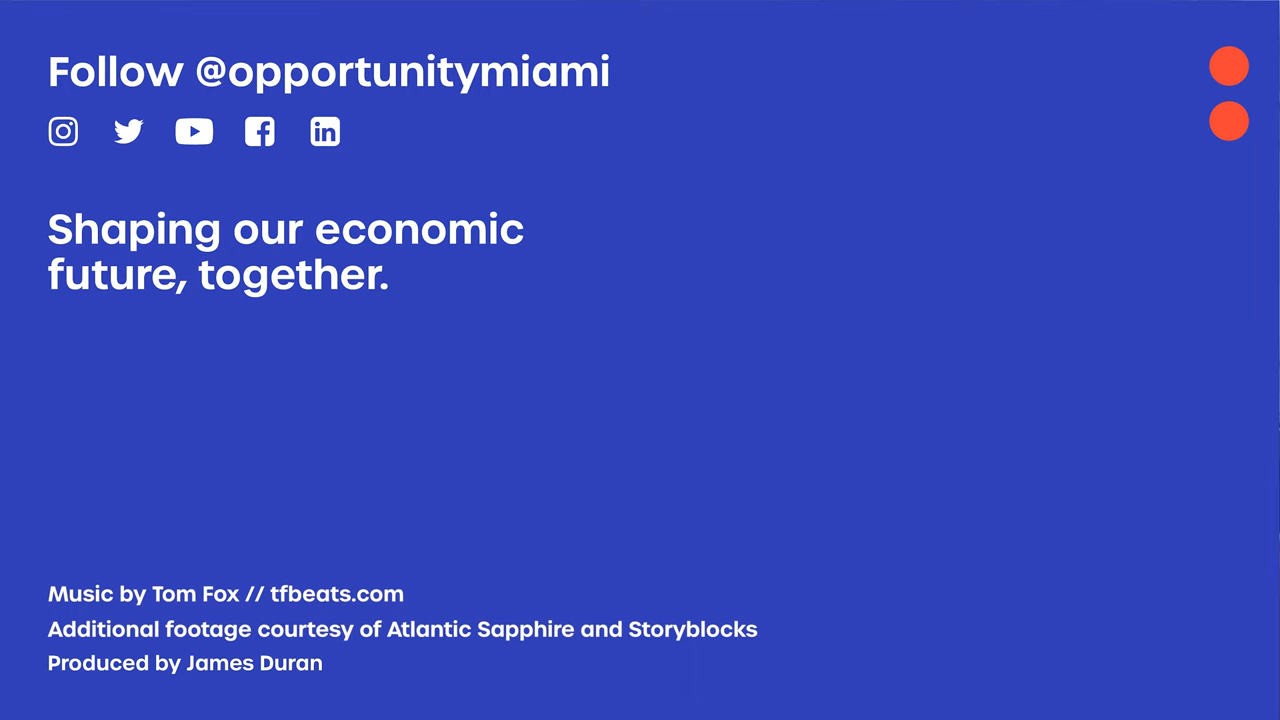 Follow @opportunitymiami
Shaping our economic
future, together.
Music by Tom Fox // tfbeats.com
Additional footage courtesy of Atlantic Sapphire and Storyblocks
Produced by James Duran